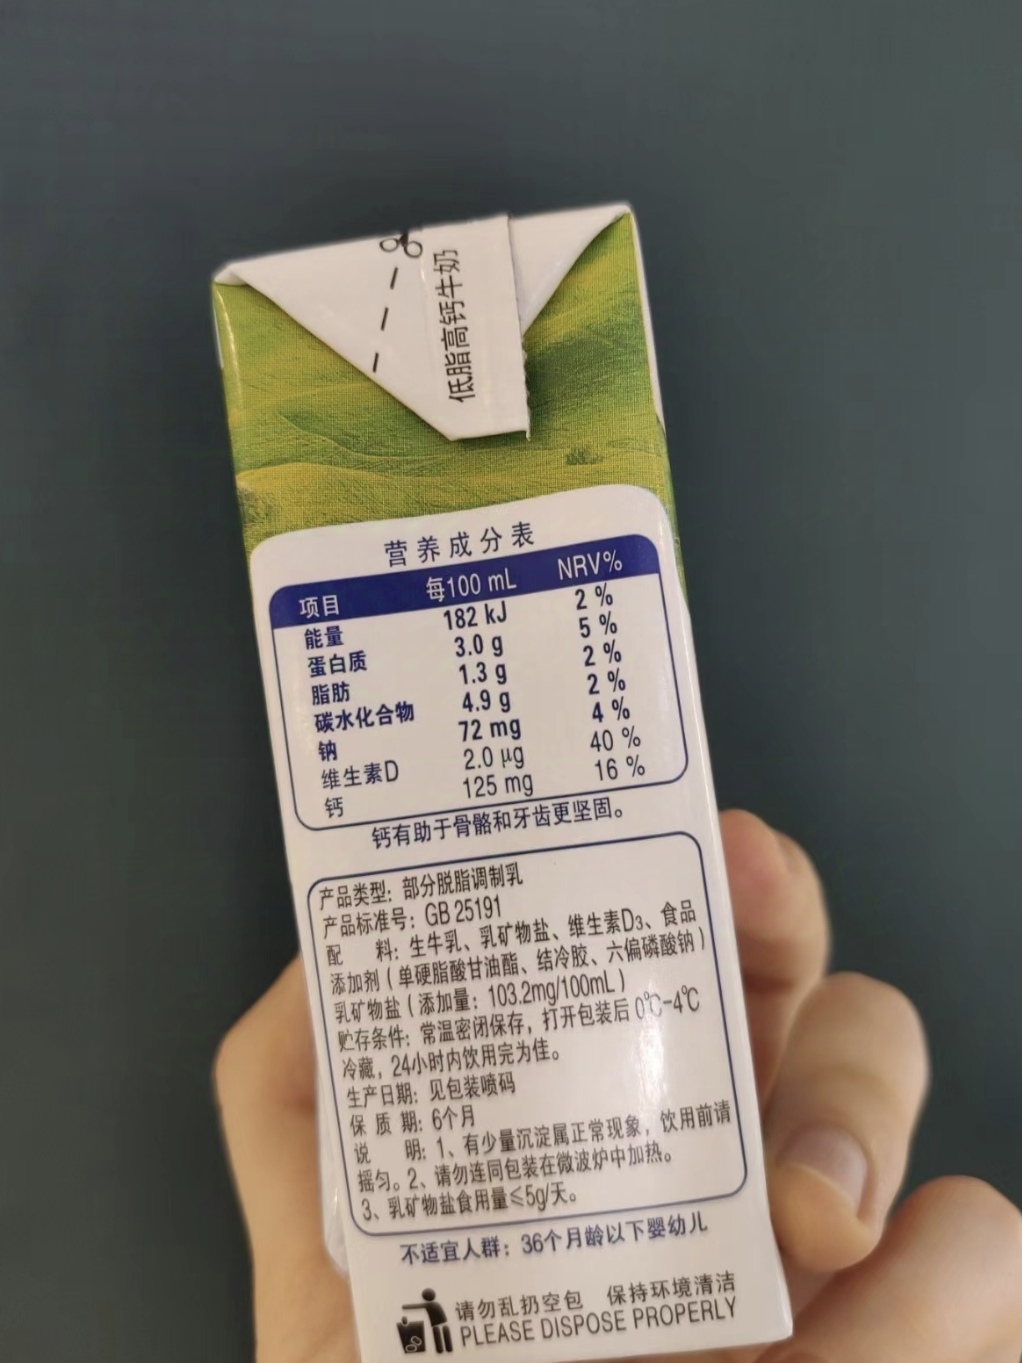 低脂高钙牛奶
营养成分表
项目 每100 mL NRV%
能量 182 kJ 2 %
蛋白质 3.0 g 5 %
脂肪 1.3 g 2 %
碳水化合物 4.9 g 2 %
钠 72 mg 4 %
维生素D 2.0 μg 40 %
钙 125 mg 16 %
钙有助于骨骼和牙齿更坚固。
产品类型：部分脱脂调制乳
产品标准号：GB 25191
配 料：生牛乳、乳矿物盐、维生素D₃、食品
添加剂（单硬脂酸甘油酯、结冷胶、六偏磷酸钠）
乳矿物盐（添加量：103.2mg/100mL）
贮存条件：常温密闭保存，打开包装后 0℃-4℃
冷藏，24小时内饮用完为佳。
生产日期：见包装喷码
保 质 期：6个月
说 明：1、有少量沉淀属正常现象，饮用前请
摇匀。2、请勿连同包装在微波炉中加热。
3、乳矿物盐食用量≤5g/天。
不适宜人群：36个月龄以下婴幼儿
请勿乱扔空包 保持环境清洁
PLEASE DISPOSE PROPERLY